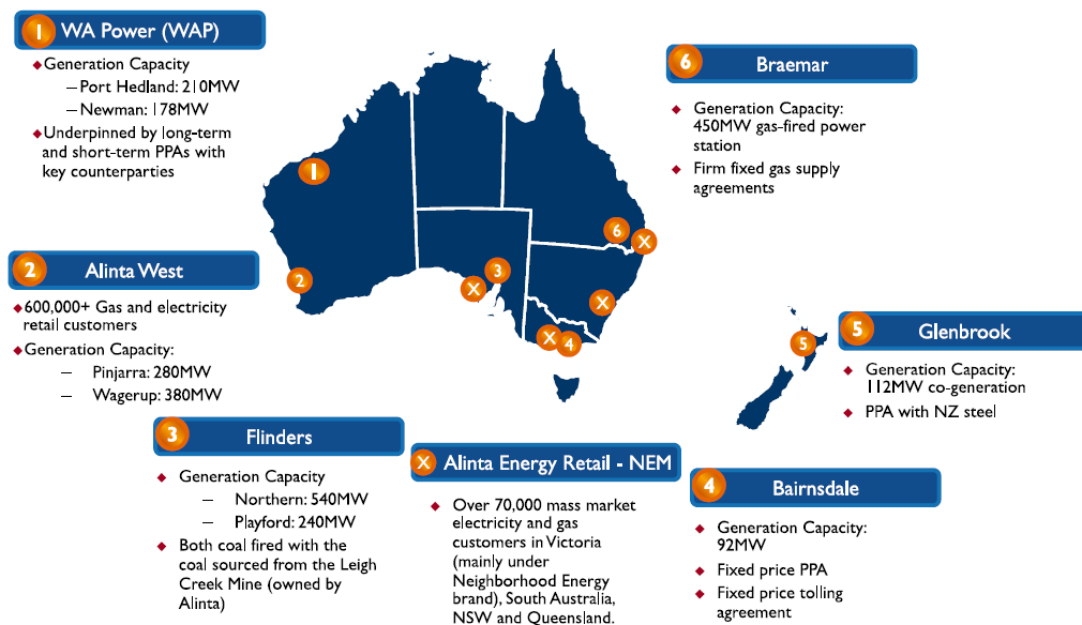 1 WA Power (WAP)
◆Generation Capacity
–Port Hedland: 210MW
–Newman: 178MW
◆Underpinned by long-term
and short-term PPAs with
key counterparties
2 Alinta West
◆600,000+ Gas and electricity
retail customers
◆Generation Capacity:
– Pinjarra: 280MW
– Wagerup: 380MW
3 Flinders
◆ Generation Capacity
– Northern: 540MW
– Playford: 240MW
◆ Both coal fired with the
coal sourced from the Leigh
Creek Mine (owned by
Alinta)
X Alinta Energy Retail - NEM
◆ Over 70,000 mass market
electricity and gas
customers in Victoria
(mainly under
Neighborhood Energy
brand), South Australia,
NSW and Queensland.
4 Bairnsdale
◆ Generation Capacity:
92MW
◆ Fixed price PPA
◆ Fixed price tolling
agreement
5 Glenbrook
◆ Generation Capacity:
112MW co-generation
◆ PPA with NZ steel
6 Braemar
◆ Generation Capacity:
450MW gas-fired power
station
◆ Firm fixed gas supply
agreements
1
2
3
X
6
X
X
X
4
5